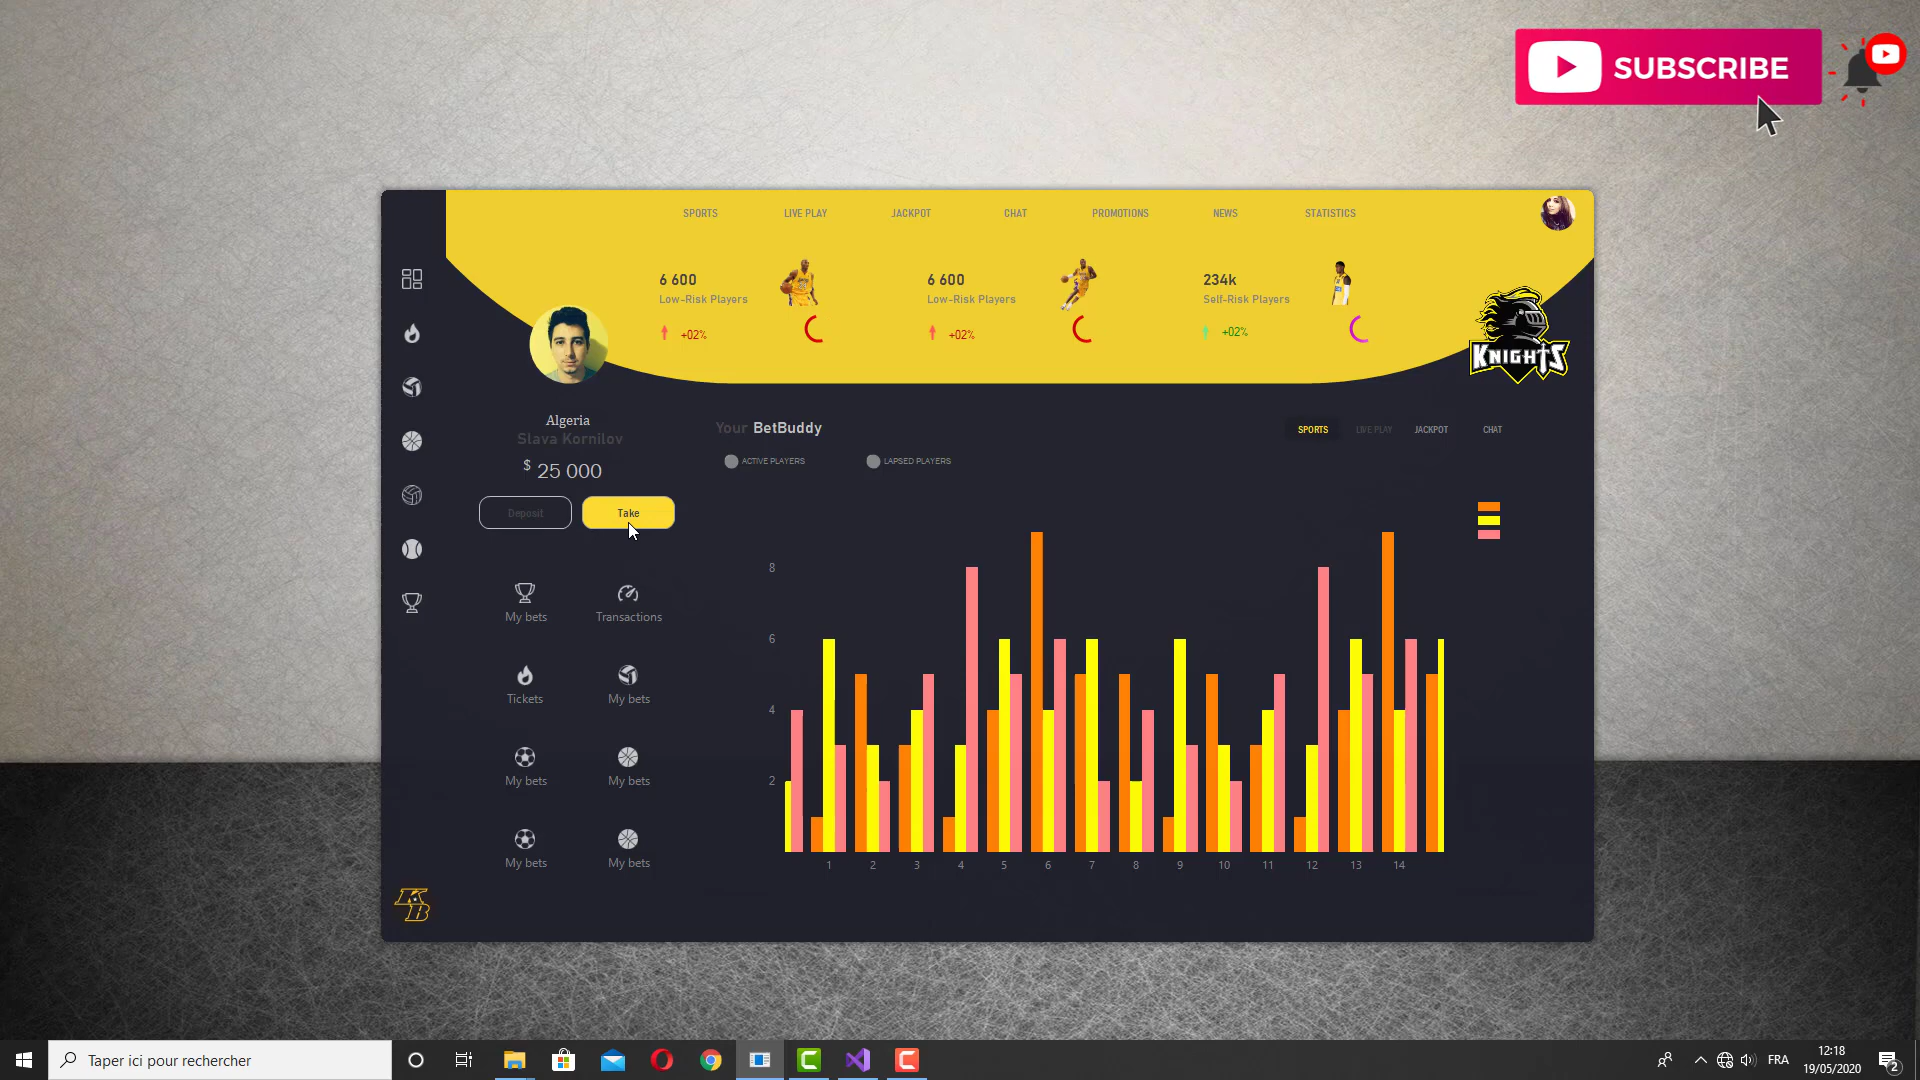 SUBSCRIBE
SPORTS LIVE PLAY JACKPOT CHAT PROMOTIONS NEWS STATISTICS
6 600
Low-Risk Players
+02%
6 600
Low-Risk Players
+02%
234k
Self-Risk Players
+02%
KNIGHTS
Algeria
Slava Kornilov
$ 25 000
Deposit Take
My bets Transactions
Tickets My bets
My bets My bets
My bets My bets
KB
Your BetBuddy
SPORTS LIVE PLAY JACKPOT CHAT
ACTIVE PLAYERS LAPSED PLAYERS
8
6
4
2
1 2 3 4 5 6 7 8 9 10 11 12 13 14
Taper ici pour rechercher
FRA
12:18
19/05/2020
2